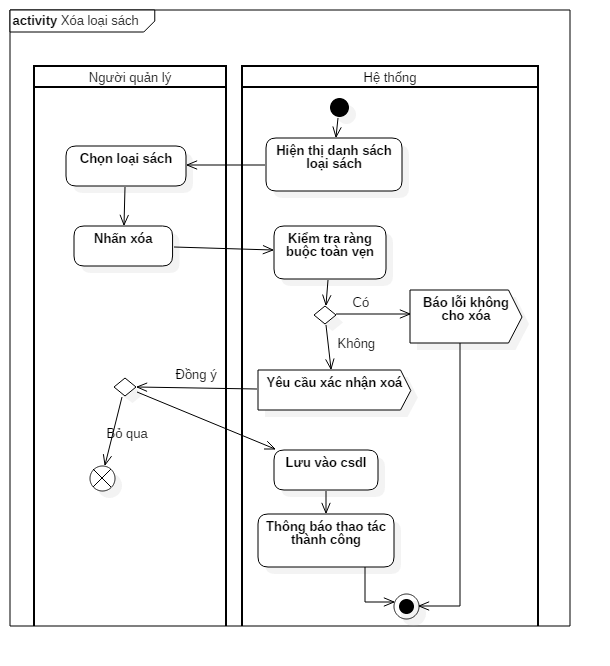 activity Xóa loại sách
Người quản lý
Hệ thống
Hiện thị danh sách
loại sách
Chọn loại sách
Nhấn xóa
Kiểm tra ràng
buộc toàn vẹn
Có
Báo lỗi không
cho xóa
Không
Yêu cầu xác nhận xoá
Đồng ý
Bỏ qua
Lưu vào csdl
Thông báo thao tác
thành công